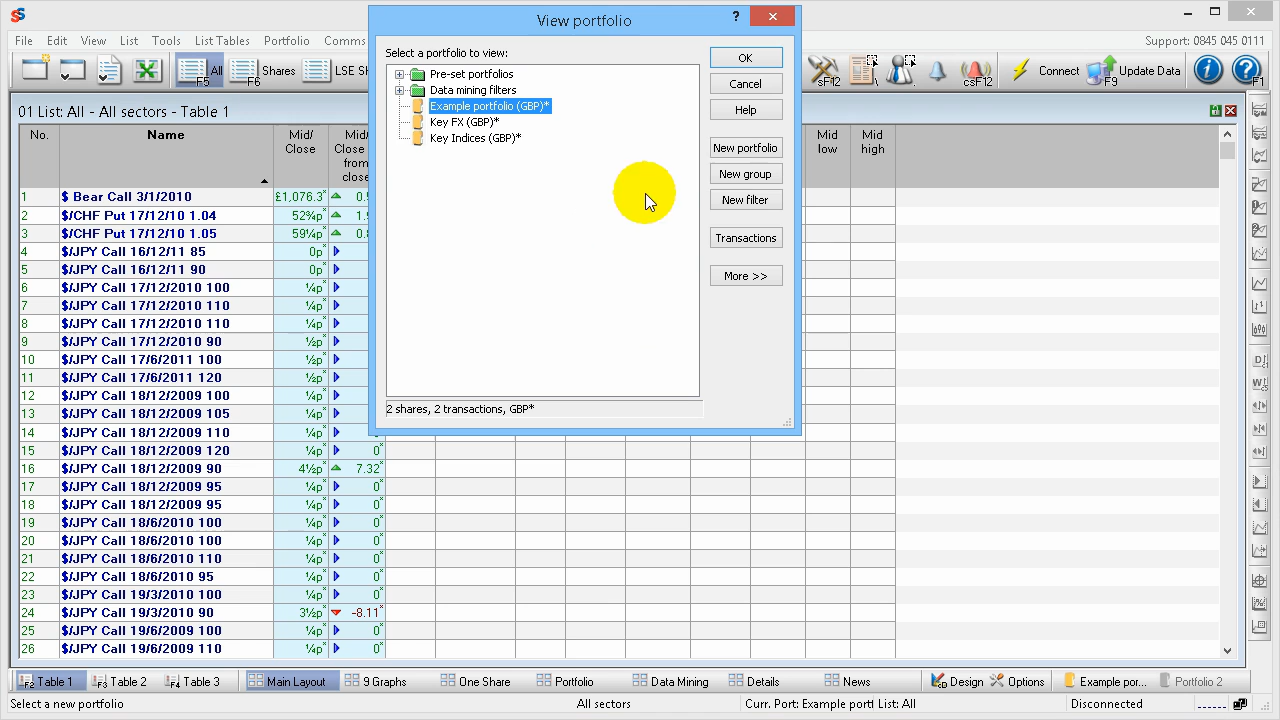 View portfolio
?
File Edit View List Tools List Tables Portfolio Comms
Support: 0845 045 0111
All
F5
Shares
F6
LSE Sh
sF12
csF12
Connect
Update Data
F9
F1
Select a portfolio to view:
Pre-set portfolios
Data mining filters
Example portfolio (GBP)*
Key FX (GBP)*
Key Indices (GBP)*
OK
Cancel
Help
New portfolio
New group
New filter
Transactions
More >>
2 shares, 2 transactions, GBP*
01 List: All - All sectors - Table 1
No. Name Mid/ Close Mid/ Close from close Mid low Mid high
1 $ Bear Call 3/1/2010 £1,076.3×
2 $/CHF Put 17/12/10 1.04 52¾p×
3 $/CHF Put 17/12/10 1.05 59¼p×
4 $/JPY Call 16/12/11 85 0p×
5 $/JPY Call 16/12/11 90 0p×
6 $/JPY Call 17/12/2010 100 ¼p×
7 $/JPY Call 17/12/2010 110 ¼p×
8 $/JPY Call 17/12/2010 110 ¼p×
9 $/JPY Call 17/12/2010 90 ¼p×
10 $/JPY Call 17/6/2011 100 ½p×
11 $/JPY Call 17/6/2011 120 ½p×
12 $/JPY Call 18/12/2009 100 ¼p×
13 $/JPY Call 18/12/2009 105 ¼p×
14 $/JPY Call 18/12/2009 110 ¼p× 0×
15 $/JPY Call 18/12/2009 120 ¼p× 0×
16 $/JPY Call 18/12/2009 90 4½p× 7.32×
17 $/JPY Call 18/12/2009 95 ¼p× 0×
18 $/JPY Call 18/12/2009 95 ¼p× 0×
19 $/JPY Call 18/6/2010 100 ¼p× 0×
20 $/JPY Call 18/6/2010 100 ¼p× 0×
21 $/JPY Call 18/6/2010 110 ¼p× 0×
22 $/JPY Call 18/6/2010 95 ¼p× 0×
23 $/JPY Call 19/3/2010 100 ¼p× 0×
24 $/JPY Call 19/3/2010 90 3½p× -8.11×
25 $/JPY Call 19/6/2009 100 ¼p× 0×
26 $/JPY Call 19/6/2009 110 ¼p× 0×
F2 Table 1 F3 Table 2 F4 Table 3 Main Layout 9 Graphs One Share Portfolio Data Mining Details News Design Options Example por... Portfolio 2
Select a new portfolio All sectors Curr. Port: Example portf List: All Disconnected